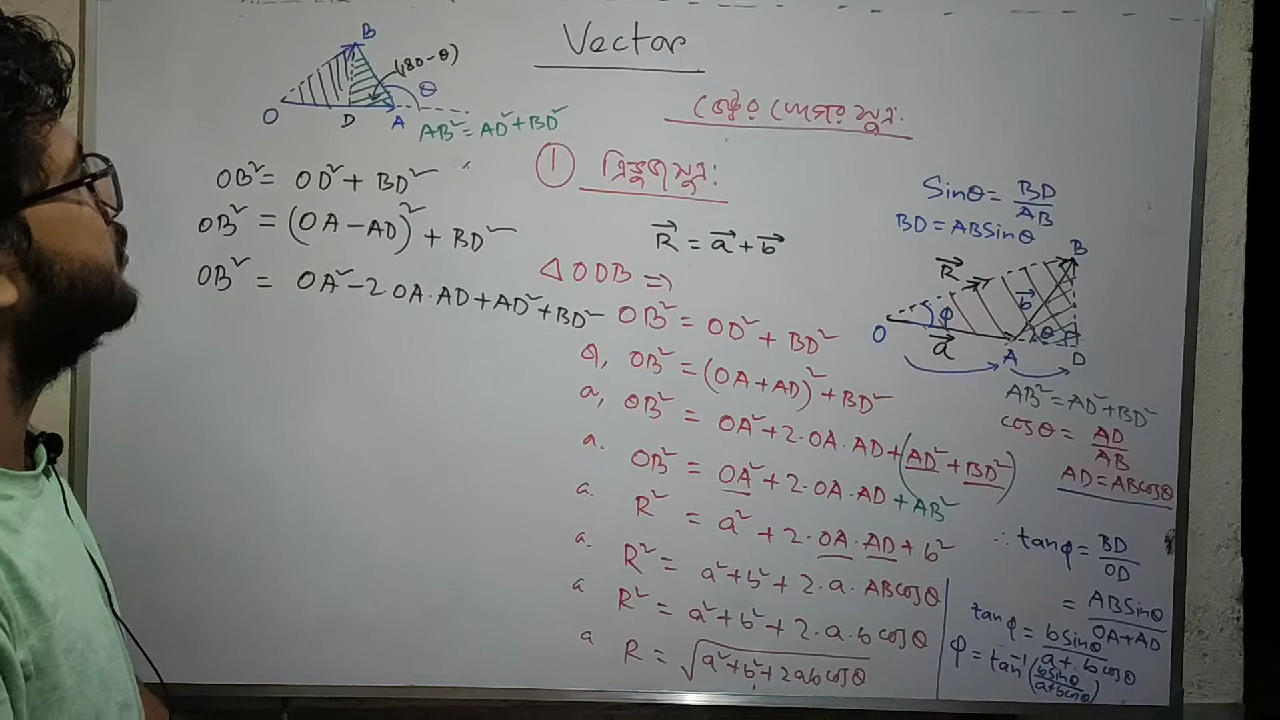 Vector
ভেক্টর যোগের সূত্র:
B
(180-θ)
θ
O
D
A
AB² = AD² + BD²
OB² = OD² + BD²
OB² = (OA - AD)² + BD²
OB² = OA² - 2.OA.AD + AD² + BD²
① ত্রিভুজ সূত্র:
R⃗ = a⃗ + b⃗
△ODB ⇒
OB² = OD² + BD²
বা, OB² = (OA + AD)² + BD²
বা, OB² = OA² + 2.OA.AD + (AD² + BD²)
বা, OB² = OA² + 2.OA.AD + AB²
বা, R² = a² + 2.OA.AD + b²
বা, R² = a² + b² + 2.a.ABcosθ
বা R² = a² + b² + 2.a.b cosθ
বা R = √(a² + b² + 2abcosθ)
Sinθ = BD/AB
BD = ABSinθ
B
R⃗
b⃗
φ
θ
O
a⃗
A
D
AB² = AD² + BD²
cosθ = AD/AB
AD = ABcosθ
∴ tanφ = BD/OD
= ABSinθ/OA+AD
tanφ = bsinθ/a+bcosθ
φ = tan⁻¹(bsinθ/a+bcosθ)